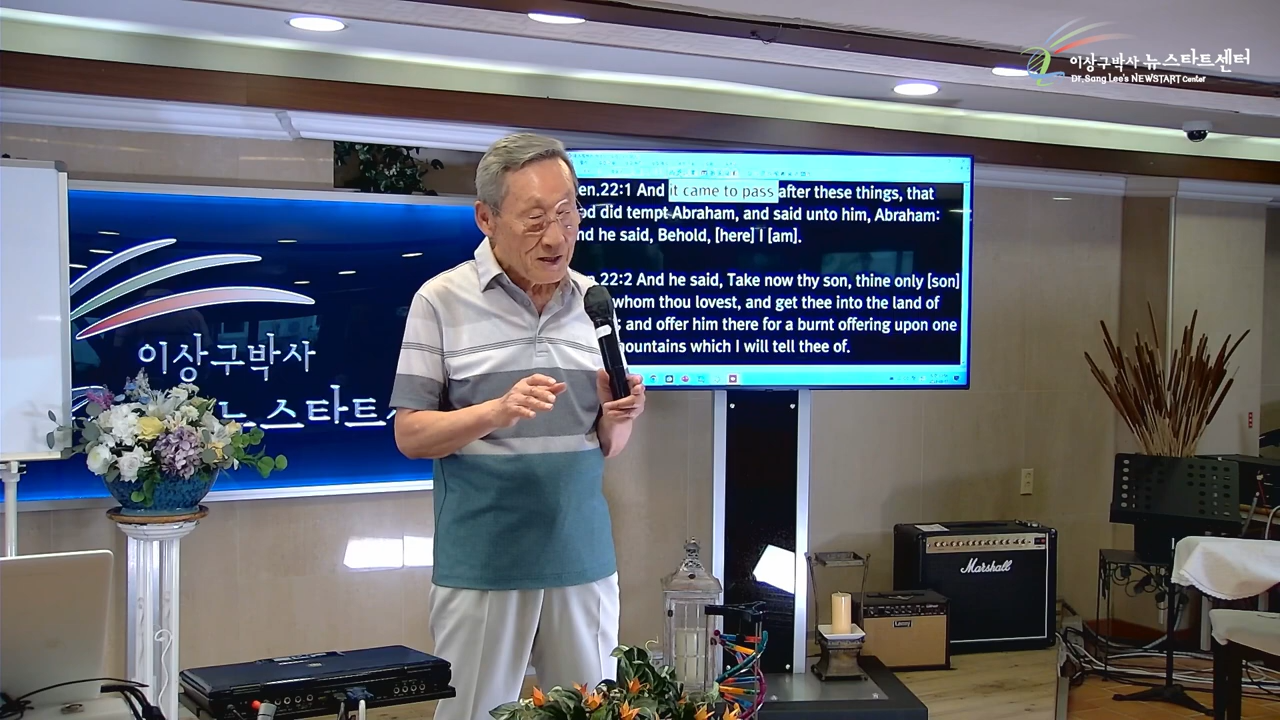 이상구박사 뉴스타트센터
Dr.Sang Lee's NEWSTART Center
en.22:1 And it came to pass after these things, that
did tempt Abraham, and said unto him, Abraham:
he said, Behold, [here] I [am].
22:2 And he said, Take now thy son, thine only [son]
whom thou lovest, and get thee into the land of
; and offer him there for a burnt offering upon one
mountains which I will tell thee of.
이상구박사
뉴스타트
Marshall
Laney